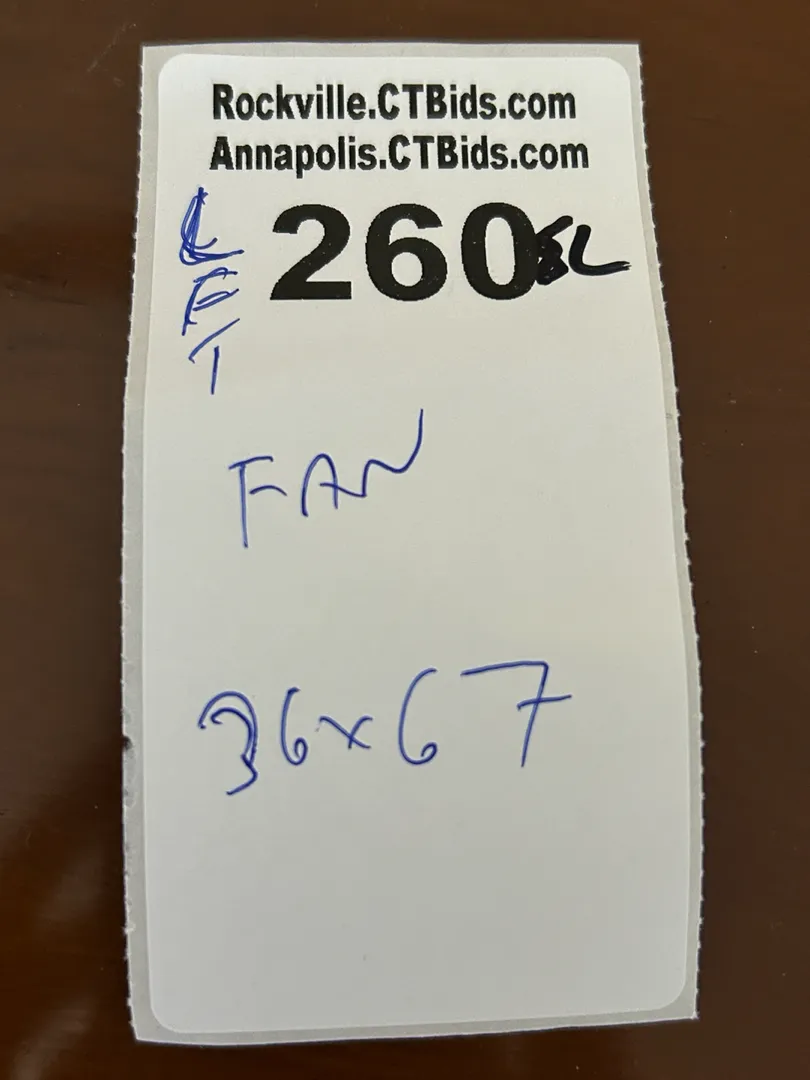 Rockville.CTBids.com
Annapolis.CTBids.com
260
L
F
T
FAN
36x67